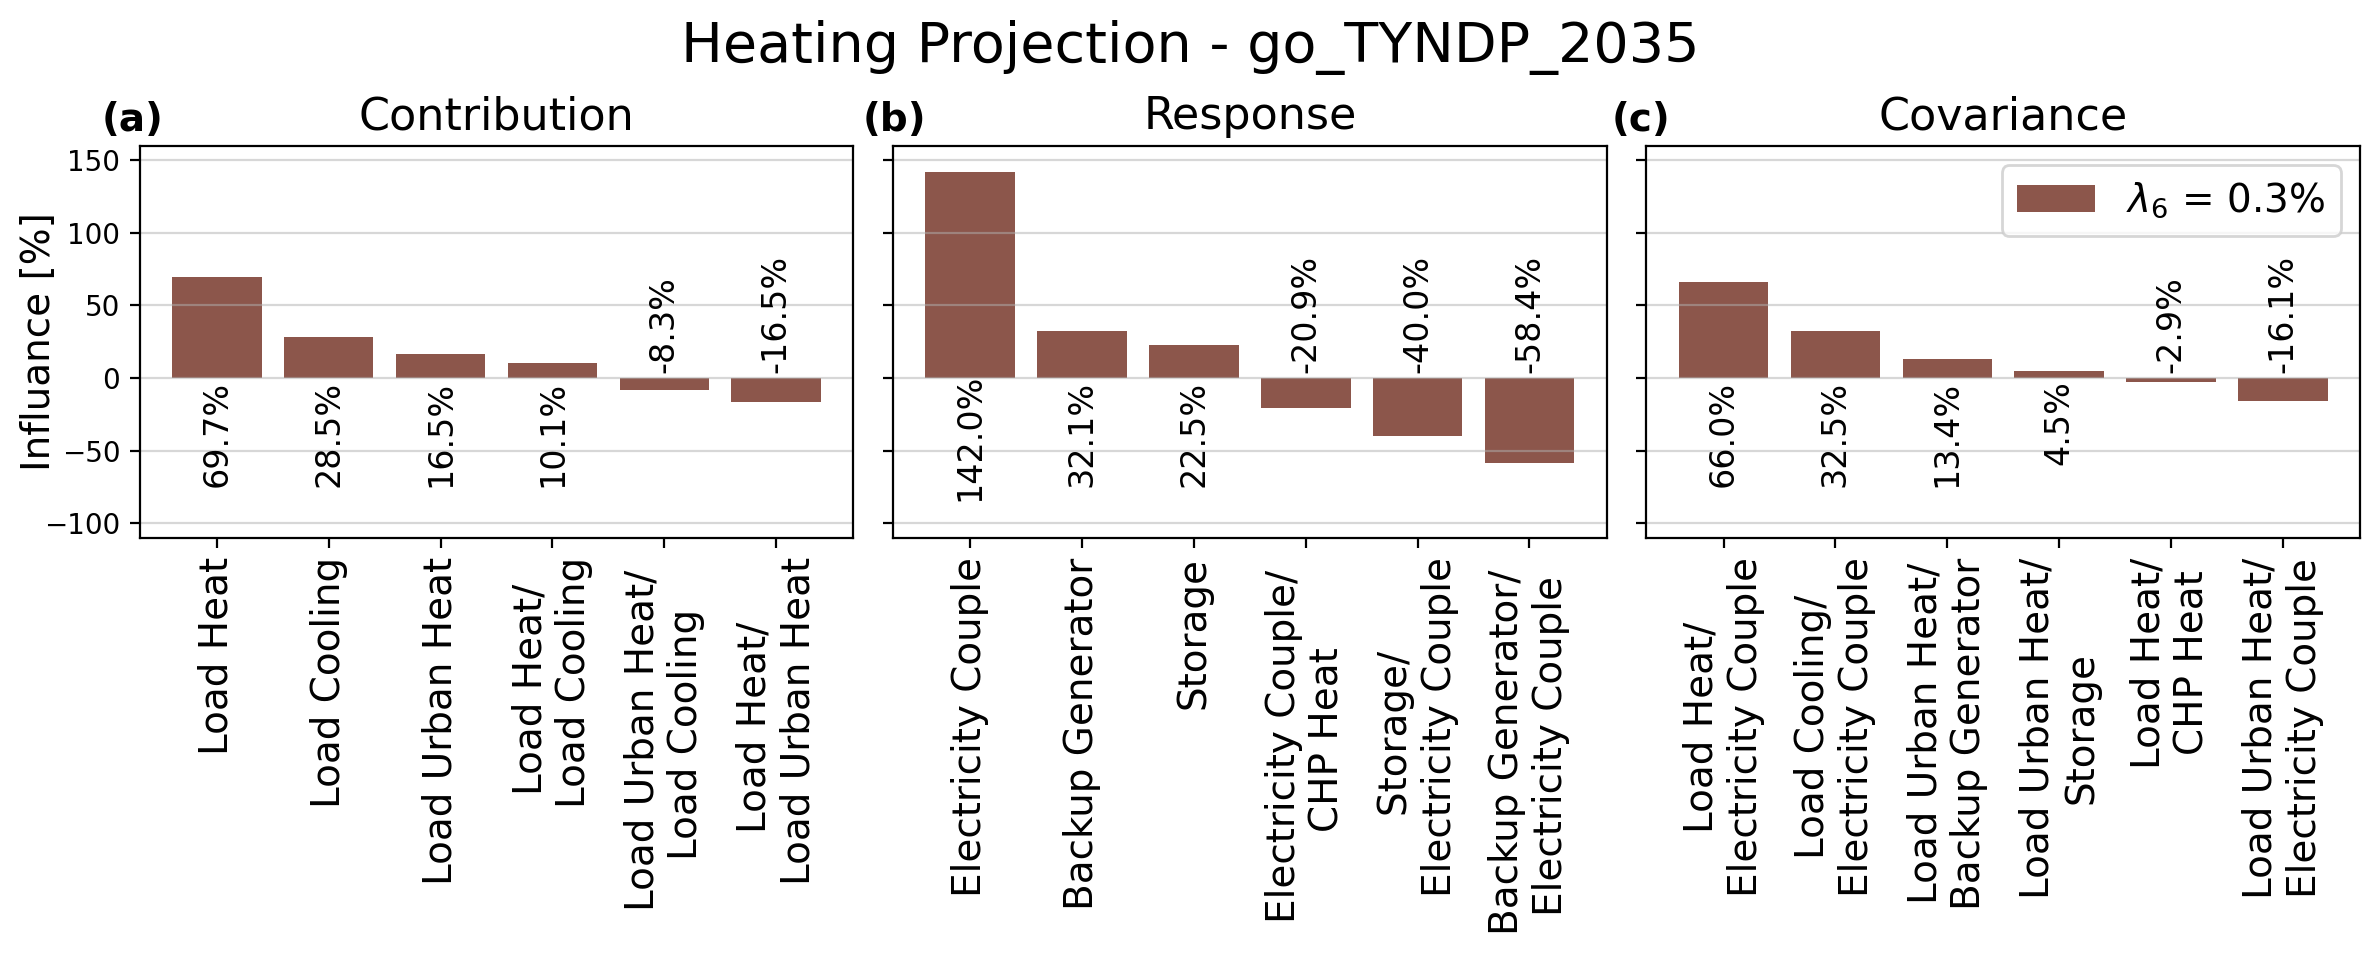 Heating Projection - go_TYNDP_2035
(a)
Contribution
Influance [%]
150
100
50
0
−50
−100
69.7%
28.5%
16.5%
10.1%
-8.3%
-16.5%
Load Heat
Load Cooling
Load Urban Heat
Load Heat/
Load Cooling
Load Urban Heat/
Load Cooling
Load Heat/
Load Urban Heat
(b)
Response
142.0%
32.1%
22.5%
-20.9%
-40.0%
-58.4%
Electricity Couple
Backup Generator
Storage
Electricity Couple/
CHP Heat
Storage/
Electricity Couple
Backup Generator/
Electricity Couple
(c)
Covariance
λ6 = 0.3%
66.0%
32.5%
13.4%
4.5%
-2.9%
-16.1%
Load Heat/
Electricity Couple
Load Cooling/
Electricity Couple
Load Urban Heat/
Backup Generator
Load Urban Heat/
Storage
Load Heat/
CHP Heat
Load Urban Heat/
Electricity Couple